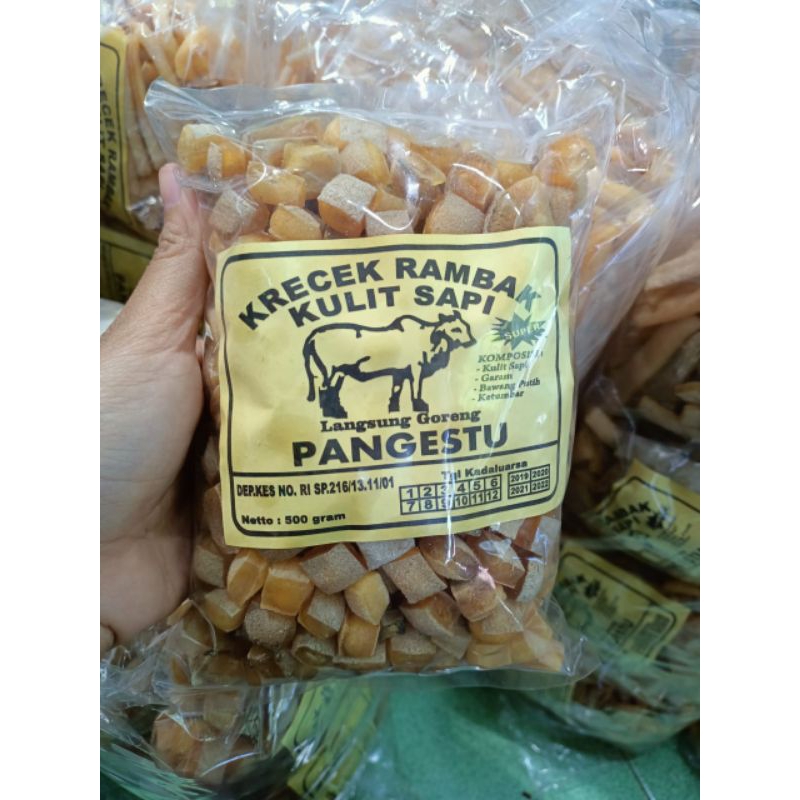 KRECEK RAMBAK
KULIT SAPI
SUPER
KOMPOSISI:
- Kulit Sapi
- Garam
- Bawang Putih
- Ketumbar
Langsung Goreng
PANGESTU
DEP.KES NO. RI SP.216/13.11/01
Tgl Kadaluarsa
1 2 3 4 5 6
7 8 9 10 11 12
2019 2020
2021 2022
Netto : 500 gram